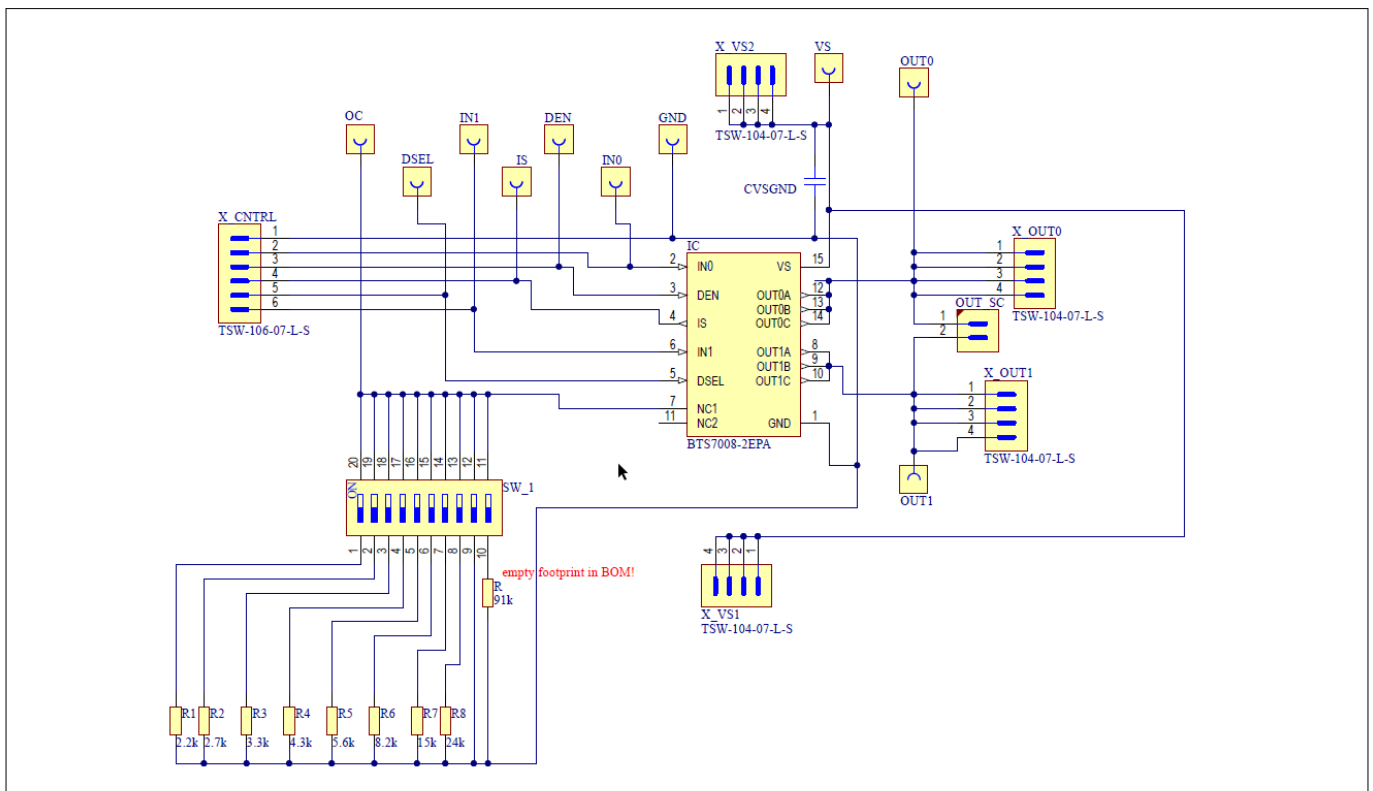 X_VS2
VS
OUT0
1
2
3
4
TSW-104-07-L-S
OC
IN1
DEN
GND
DSEL
IS
IN0
CVSGND
X_CNTRL
1
2
3
4
5
6
TSW-106-07-L-S
IC
2 IN0
3 DEN
4 IS
6 IN1
5 DSEL
7 NC1
11 NC2
VS 15
OUT0A 12
OUT0B 13
OUT0C 14
OUT1A 8
OUT1B 9
OUT1C 10
GND 1
BTS7008-2EPA
X_OUT0
1
2
3
4
TSW-104-07-L-S
OUT_SC
1
2
X_OUT1
1
2
3
4
TSW-104-07-L-S
OUT1
20 19 18 17 16 15 14 13 12 11
ON
SW_1
1 2 3 4 5 6 7 8 9 10
empty footprint in BOM!
R
91k
4 3 2 1
X_VS1
TSW-104-07-L-S
R1 R2 R3 R4 R5 R6 R7 R8
2.2k 2.7k 3.3k 4.3k 5.6k 8.2k 15k 24k